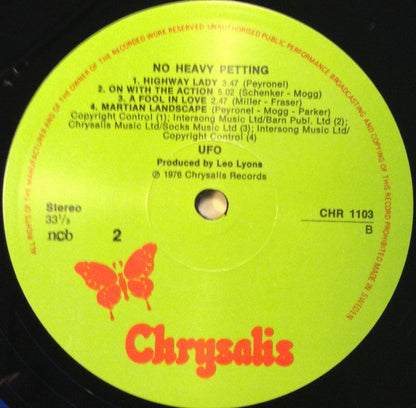 ALL RIGHTS OF THE MANUFACTURER AND OF THE OWNER OF THE RECORDED WORK RESERVED UNAUTHORISED PUBLIC PERFORMANCE BROADCASTING AND COPYING OF THIS RECORD PROHIBITED MADE IN SWEDEN
NO HEAVY PETTING
1. HIGHWAY LADY 3.47 (Peyronel)
2. ON WITH THE ACTION 5.02 (Schenker - Mogg)
3. A FOOL IN LOVE 2.47 (Miller - Fraser)
4. MARTIAN LANDSCAPE (Peyronel - Mogg - Parker)
Copyright Control (1); Intersong Music Ltd/Barn Publ. Ltd (2);
Chrysalis Music Ltd/Socks Music Ltd (3); Intersong Music Ltd/
Copyright Control (4)
UFO
Produced by Leo Lyons
℗ 1976 Chrysalis Records
Stereo
33⅓
ncb
2
CHR 1103
B
Chrysalis